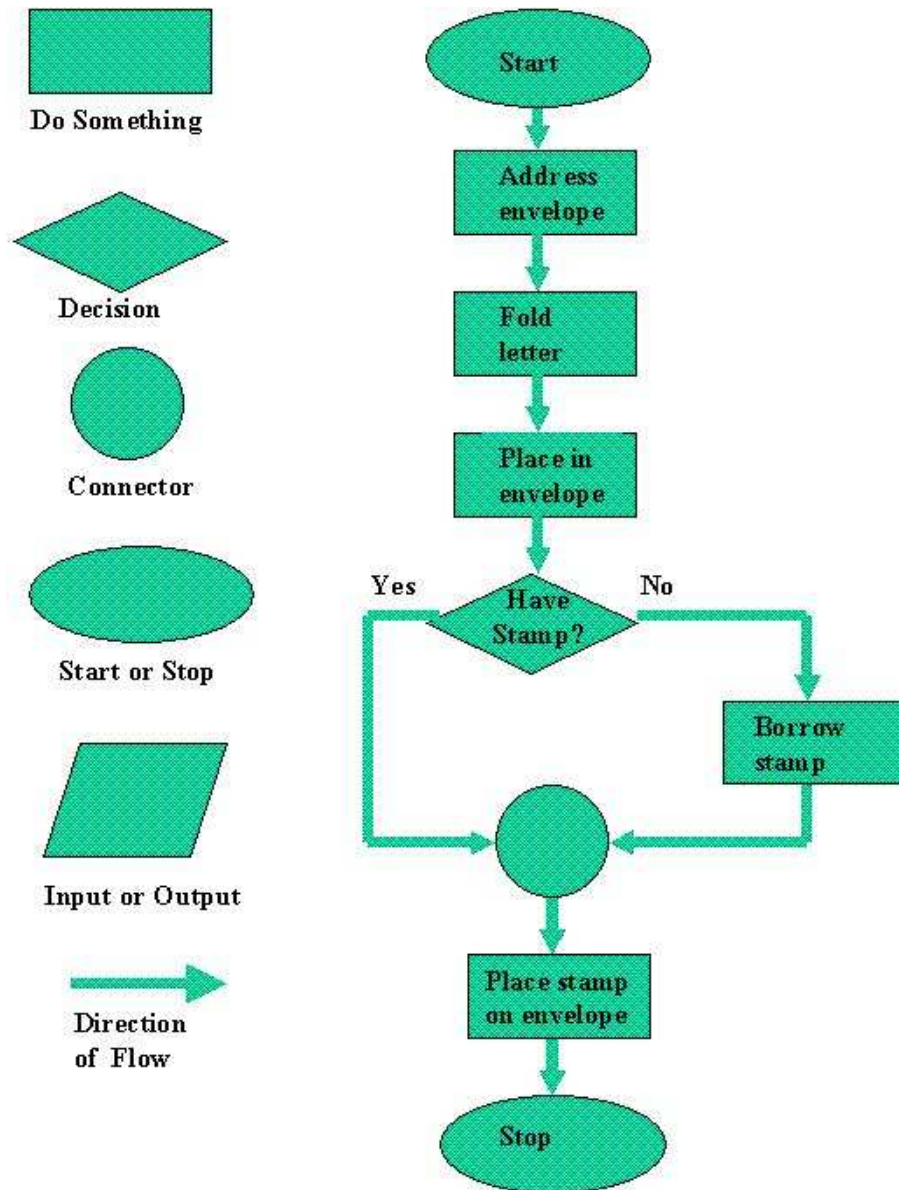 Do Something
Decision
Connector
Start or Stop
Input or Output
Direction
of Flow
Start
Address
envelope
Fold
letter
Place in
envelope
Have
Stamp?
Yes
No
Borrow
stamp
Place stamp
on envelope
Stop